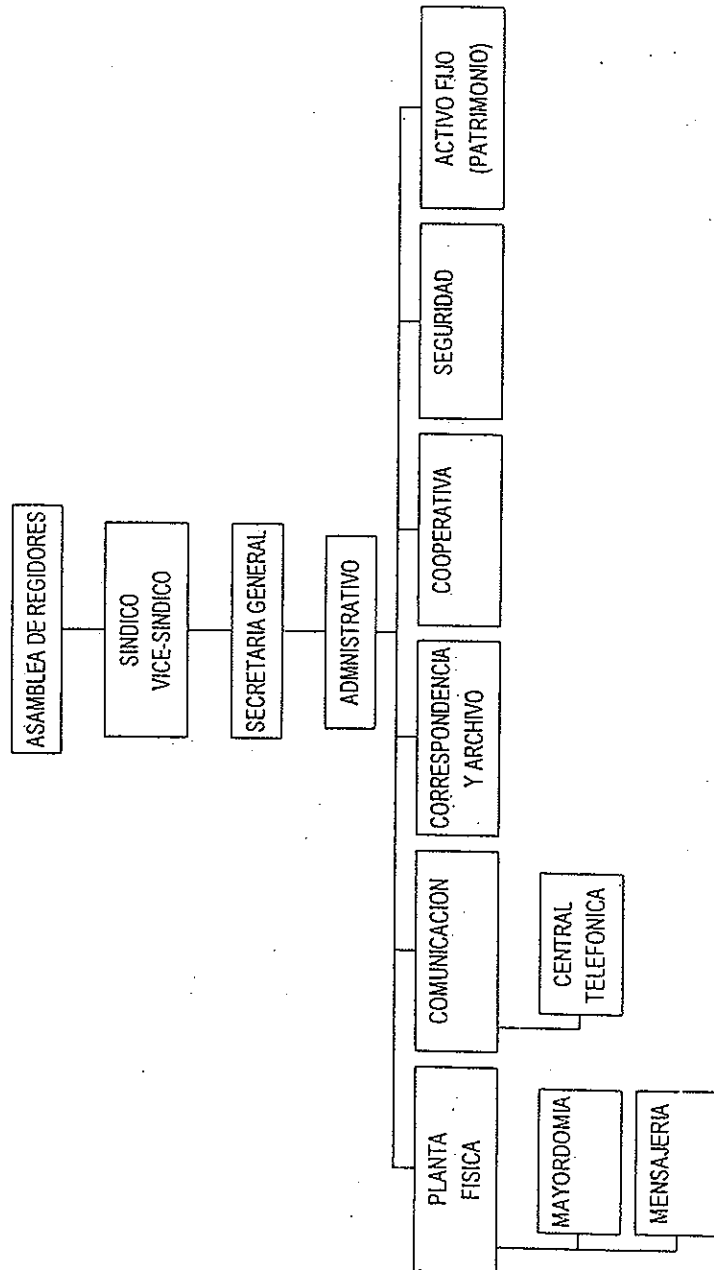 ASAMBLEA DE REGIDORES
SINDICO
VICE-SINDICO
SECRETARIA GENERAL
ADMNISTRATIVO
PLANTA
FISICA
COMUNICACION
CORRESPONDENCIA
Y ARCHIVO
COOPERATIVA
SEGURIDAD
ACTIVO FIJO
(PATRIMONIO)
MAYORDOMIA
MENSAJERIA
CENTRAL
TELEFONICA